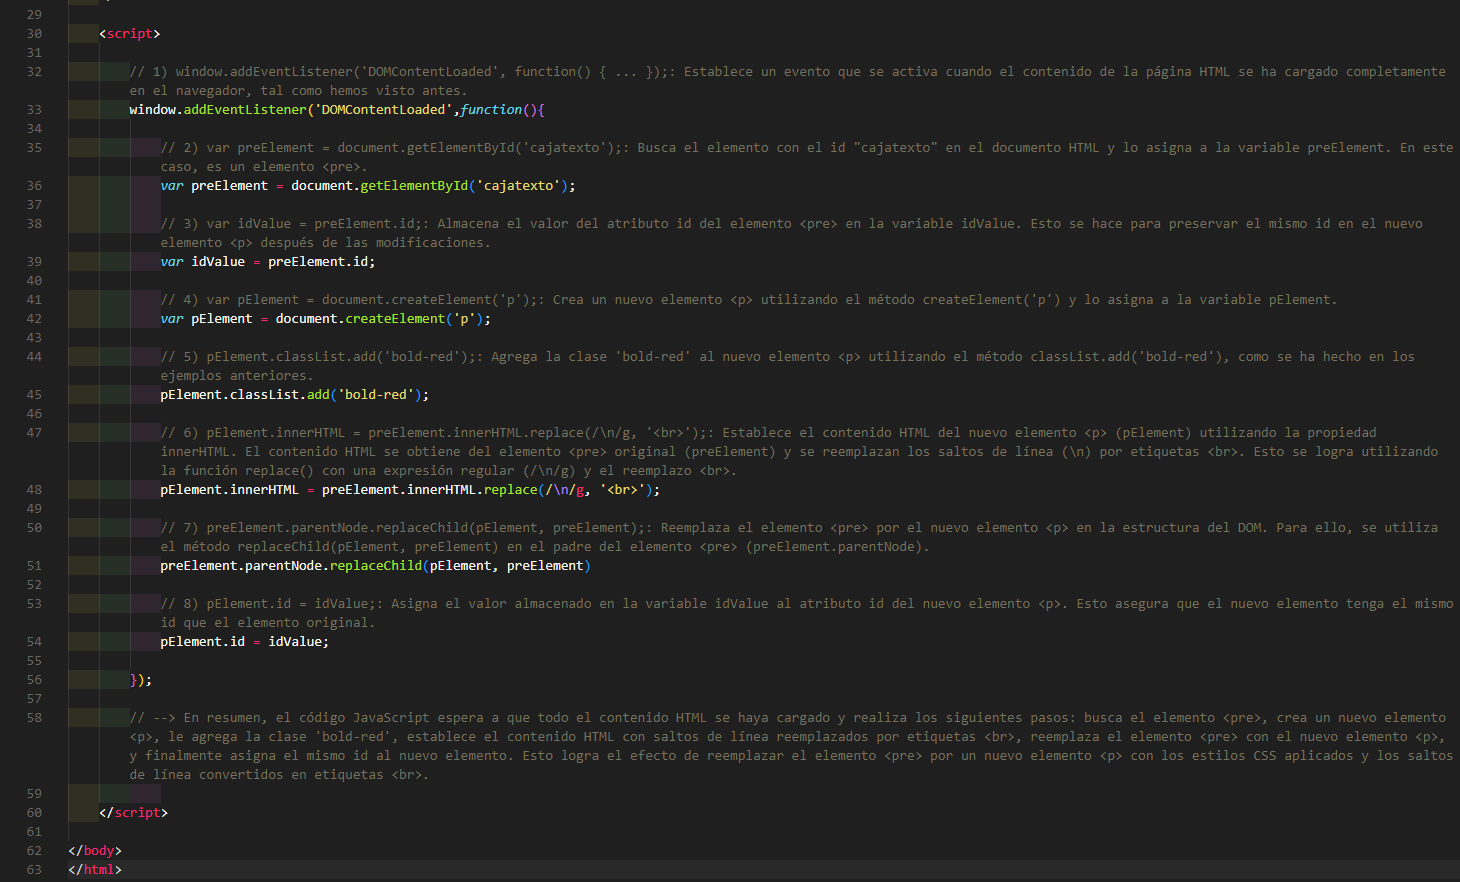 29
30 <script>
31
32 // 1) window.addEventListener('DOMContentLoaded', function() { ... });: Establece un evento que se activa cuando el contenido de la página HTML se ha cargado completamente
en el navegador, tal como hemos visto antes.
33 window.addEventListener('DOMContentLoaded',function(){
34
35 // 2) var preElement = document.getElementById('cajatexto');: Busca el elemento con el id "cajatexto" en el documento HTML y lo asigna a la variable preElement. En este
caso, es un elemento <pre>.
36 var preElement = document.getElementById('cajatexto');
37
38 // 3) var idValue = preElement.id;: Almacena el valor del atributo id del elemento <pre> en la variable idValue. Esto se hace para preservar el mismo id en el nuevo
elemento <p> después de las modificaciones.
39 var idValue = preElement.id;
40
41 // 4) var pElement = document.createElement('p');: Crea un nuevo elemento <p> utilizando el método createElement('p') y lo asigna a la variable pElement.
42 var pElement = document.createElement('p');
43
44 // 5) pElement.classList.add('bold-red');: Agrega la clase 'bold-red' al nuevo elemento <p> utilizando el método classList.add('bold-red'), como se ha hecho en los
ejemplos anteriores.
45 pElement.classList.add('bold-red');
46
47 // 6) pElement.innerHTML = preElement.innerHTML.replace(/\n/g, '<br>');: Establece el contenido HTML del nuevo elemento <p> (pElement) utilizando la propiedad
innerHTML. El contenido HTML se obtiene del elemento <pre> original (preElement) y se reemplazan los saltos de línea (\n) por etiquetas <br>. Esto se logra utilizando
la función replace() con una expresión regular (/\n/g) y el reemplazo <br>.
48 pElement.innerHTML = preElement.innerHTML.replace(/\n/g, '<br>');
49
50 // 7) preElement.parentNode.replaceChild(pElement, preElement);: Reemplaza el elemento <pre> por el nuevo elemento <p> en la estructura del DOM. Para ello, se utiliza
el método replaceChild(pElement, preElement) en el padre del elemento <pre> (preElement.parentNode).
51 preElement.parentNode.replaceChild(pElement, preElement)
52
53 // 8) pElement.id = idValue;: Asigna el valor almacenado en la variable idValue al atributo id del nuevo elemento <p>. Esto asegura que el nuevo elemento tenga el mismo
id que el elemento original.
54 pElement.id = idValue;
55
56 });
57
58 // --> En resumen, el código JavaScript espera a que todo el contenido HTML se haya cargado y realiza los siguientes pasos: busca el elemento <pre>, crea un nuevo elemento
<p>, le agrega la clase 'bold-red', establece el contenido HTML con saltos de línea reemplazados por etiquetas <br>, reemplaza el elemento <pre> con el nuevo elemento <p>,
y finalmente asigna el mismo id al nuevo elemento. Esto logra el efecto de reemplazar el elemento <pre> por un nuevo elemento <p> con los estilos CSS aplicados y los saltos
de línea convertidos en etiquetas <br>.
59
60 </script>
61
62 </body>
63 </html>